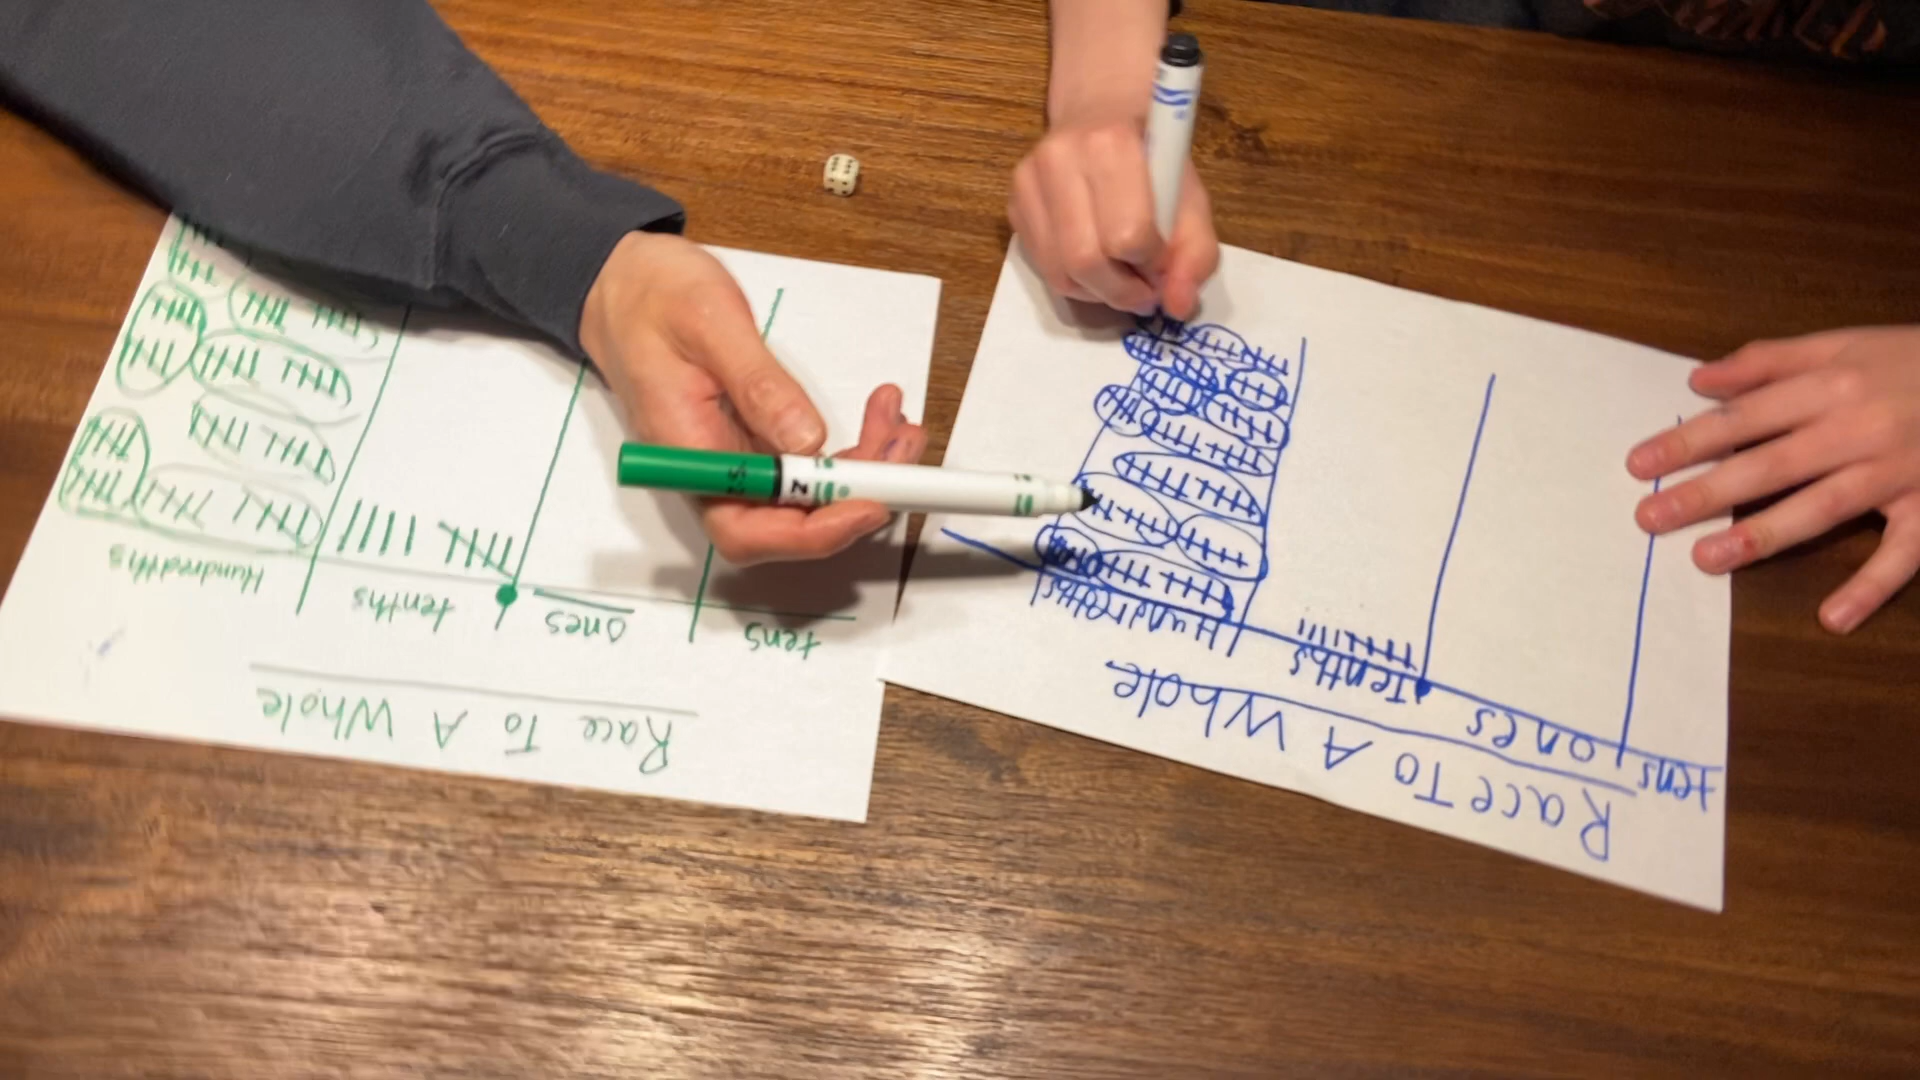 Race To A Whole
tens ones tenths Hundredths
Race To A Whole
tens ones Tenths Hundredths